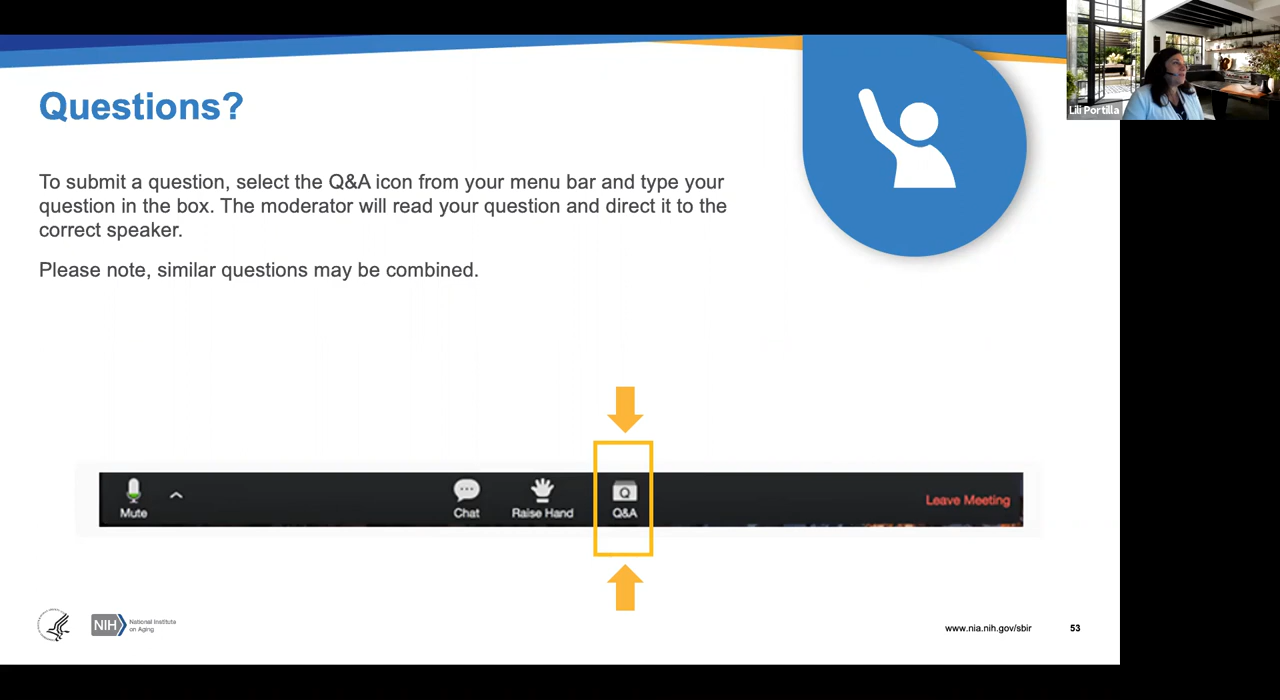 Lili Portilla
Questions?
To submit a question, select the Q&A icon from your menu bar and type your
question in the box. The moderator will read your question and direct it to the
correct speaker.
Please note, similar questions may be combined.
Mute
Chat
Raise Hand
Q
Q&A
Leave Meeting
NIH
National Institute
on Aging
www.nia.nih.gov/sbir
53